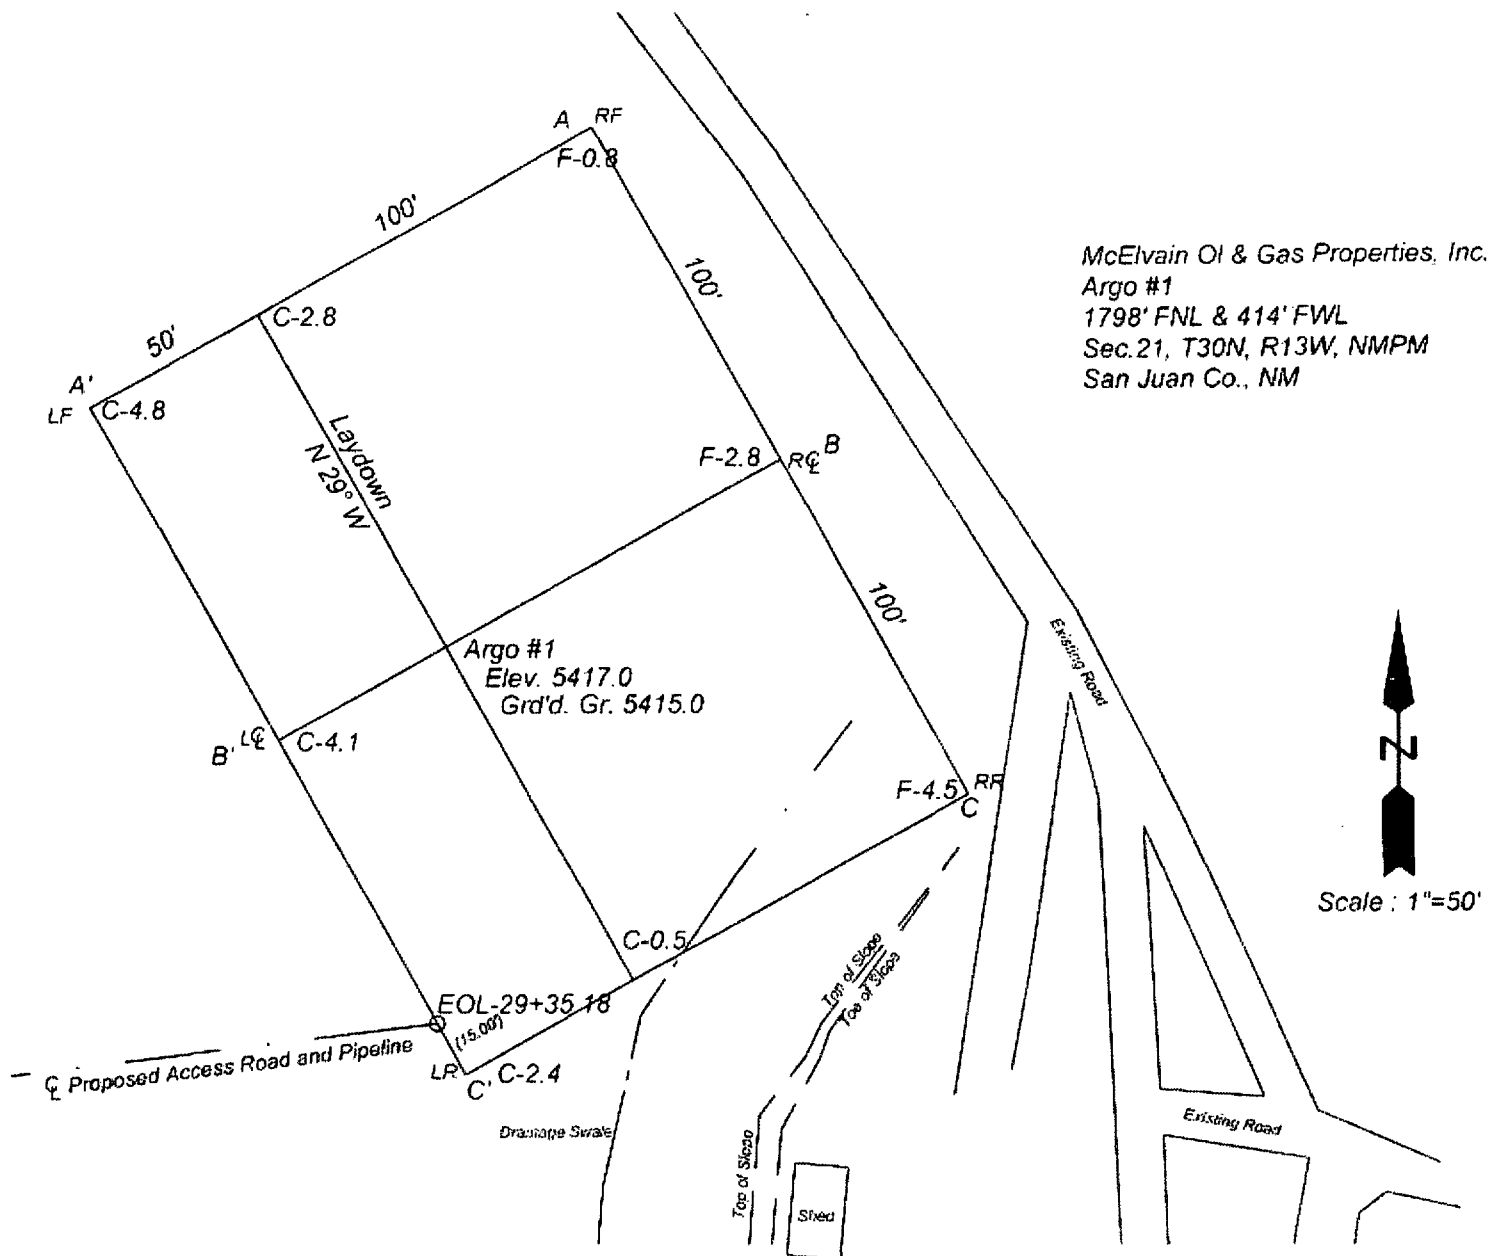 A RF
F-0.8
100'
100'
McElvain Ol & Gas Properties, Inc.
Argo #1
1798' FNL & 414' FWL
Sec.21, T30N, R13W, NMPM
San Juan Co., NM
50'
C-2.8
A'
LF C-4.8
Laydown
N 29° W
F-2.8 R℄ B
100'
Argo #1
Elev. 5417.0
Grd'd. Gr. 5415.0
Existing Road
B' L℄ C-4.1
N
F-4.5 RR
C
Scale : 1"=50'
C-0.5
Top of Slope
Toe of Slope
EOL-29+35.18
(15.00')
℄ Proposed Access Road and Pipeline
LR C' C-2.4
Drainage Swale
Existing Road
Top of Slope
Shed